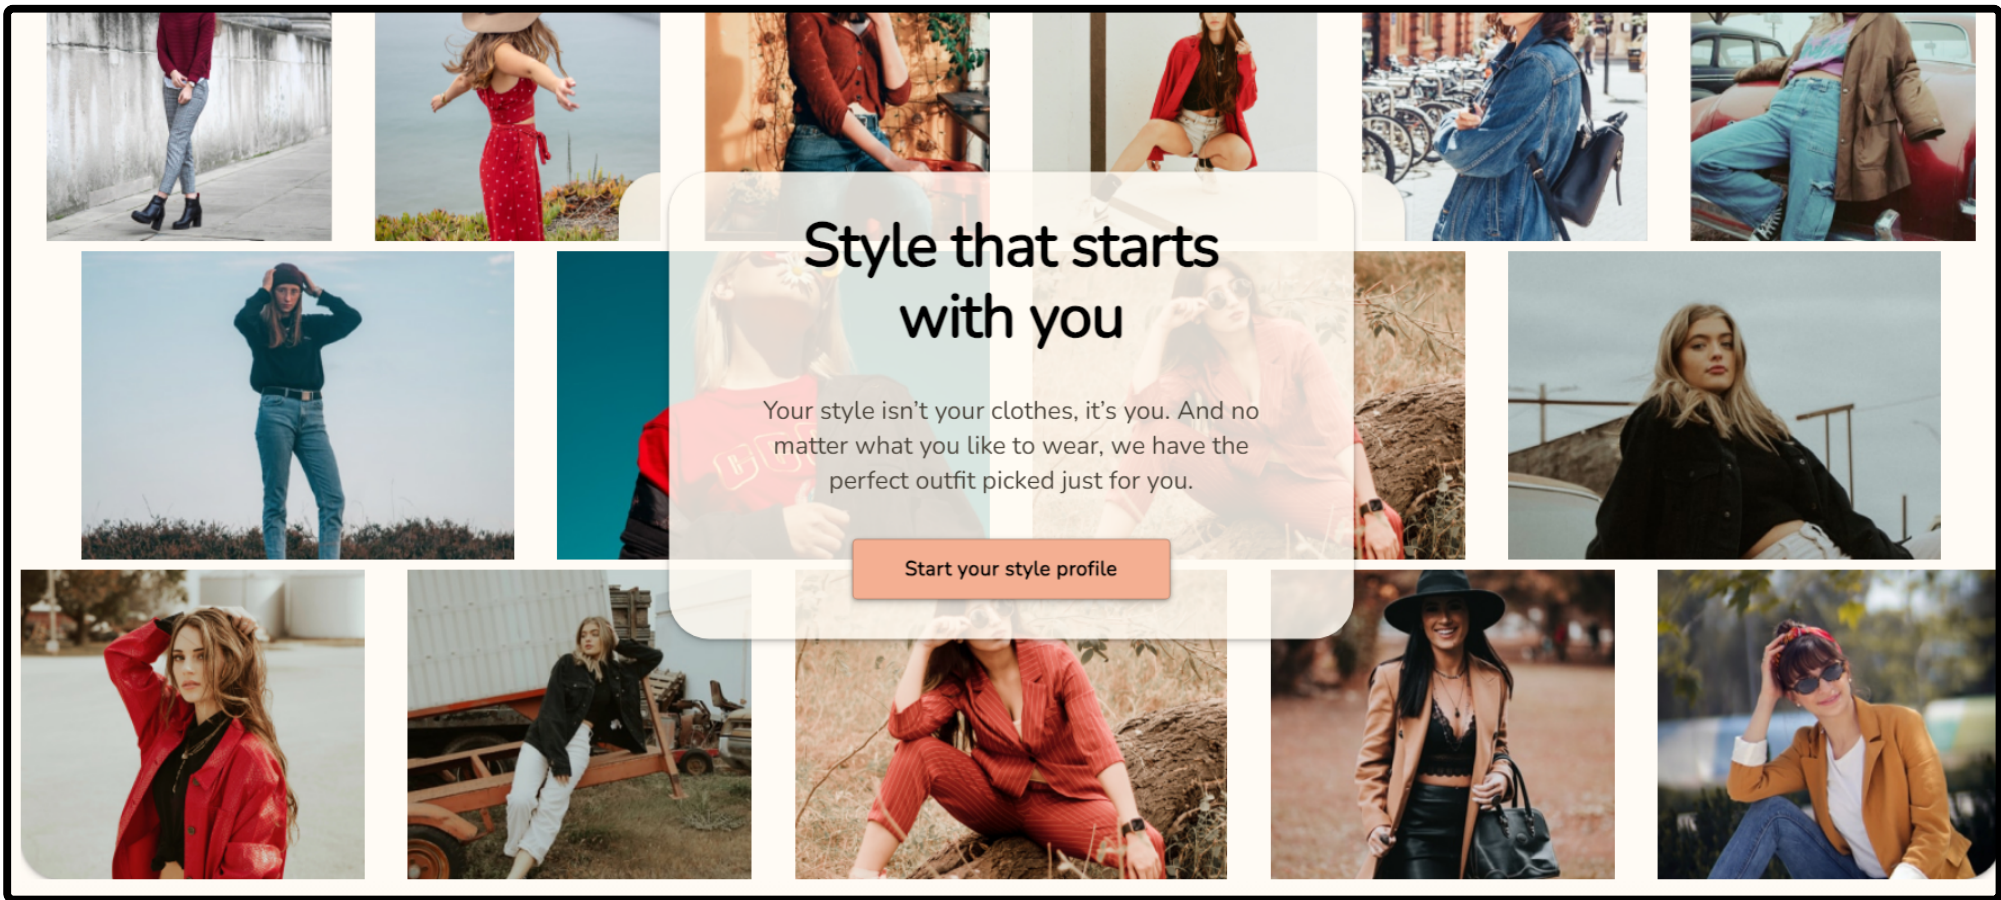 Style that starts
with you
Your style isn’t your clothes, it’s you. And no
matter what you like to wear, we have the
perfect outfit picked just for you.
Start your style profile